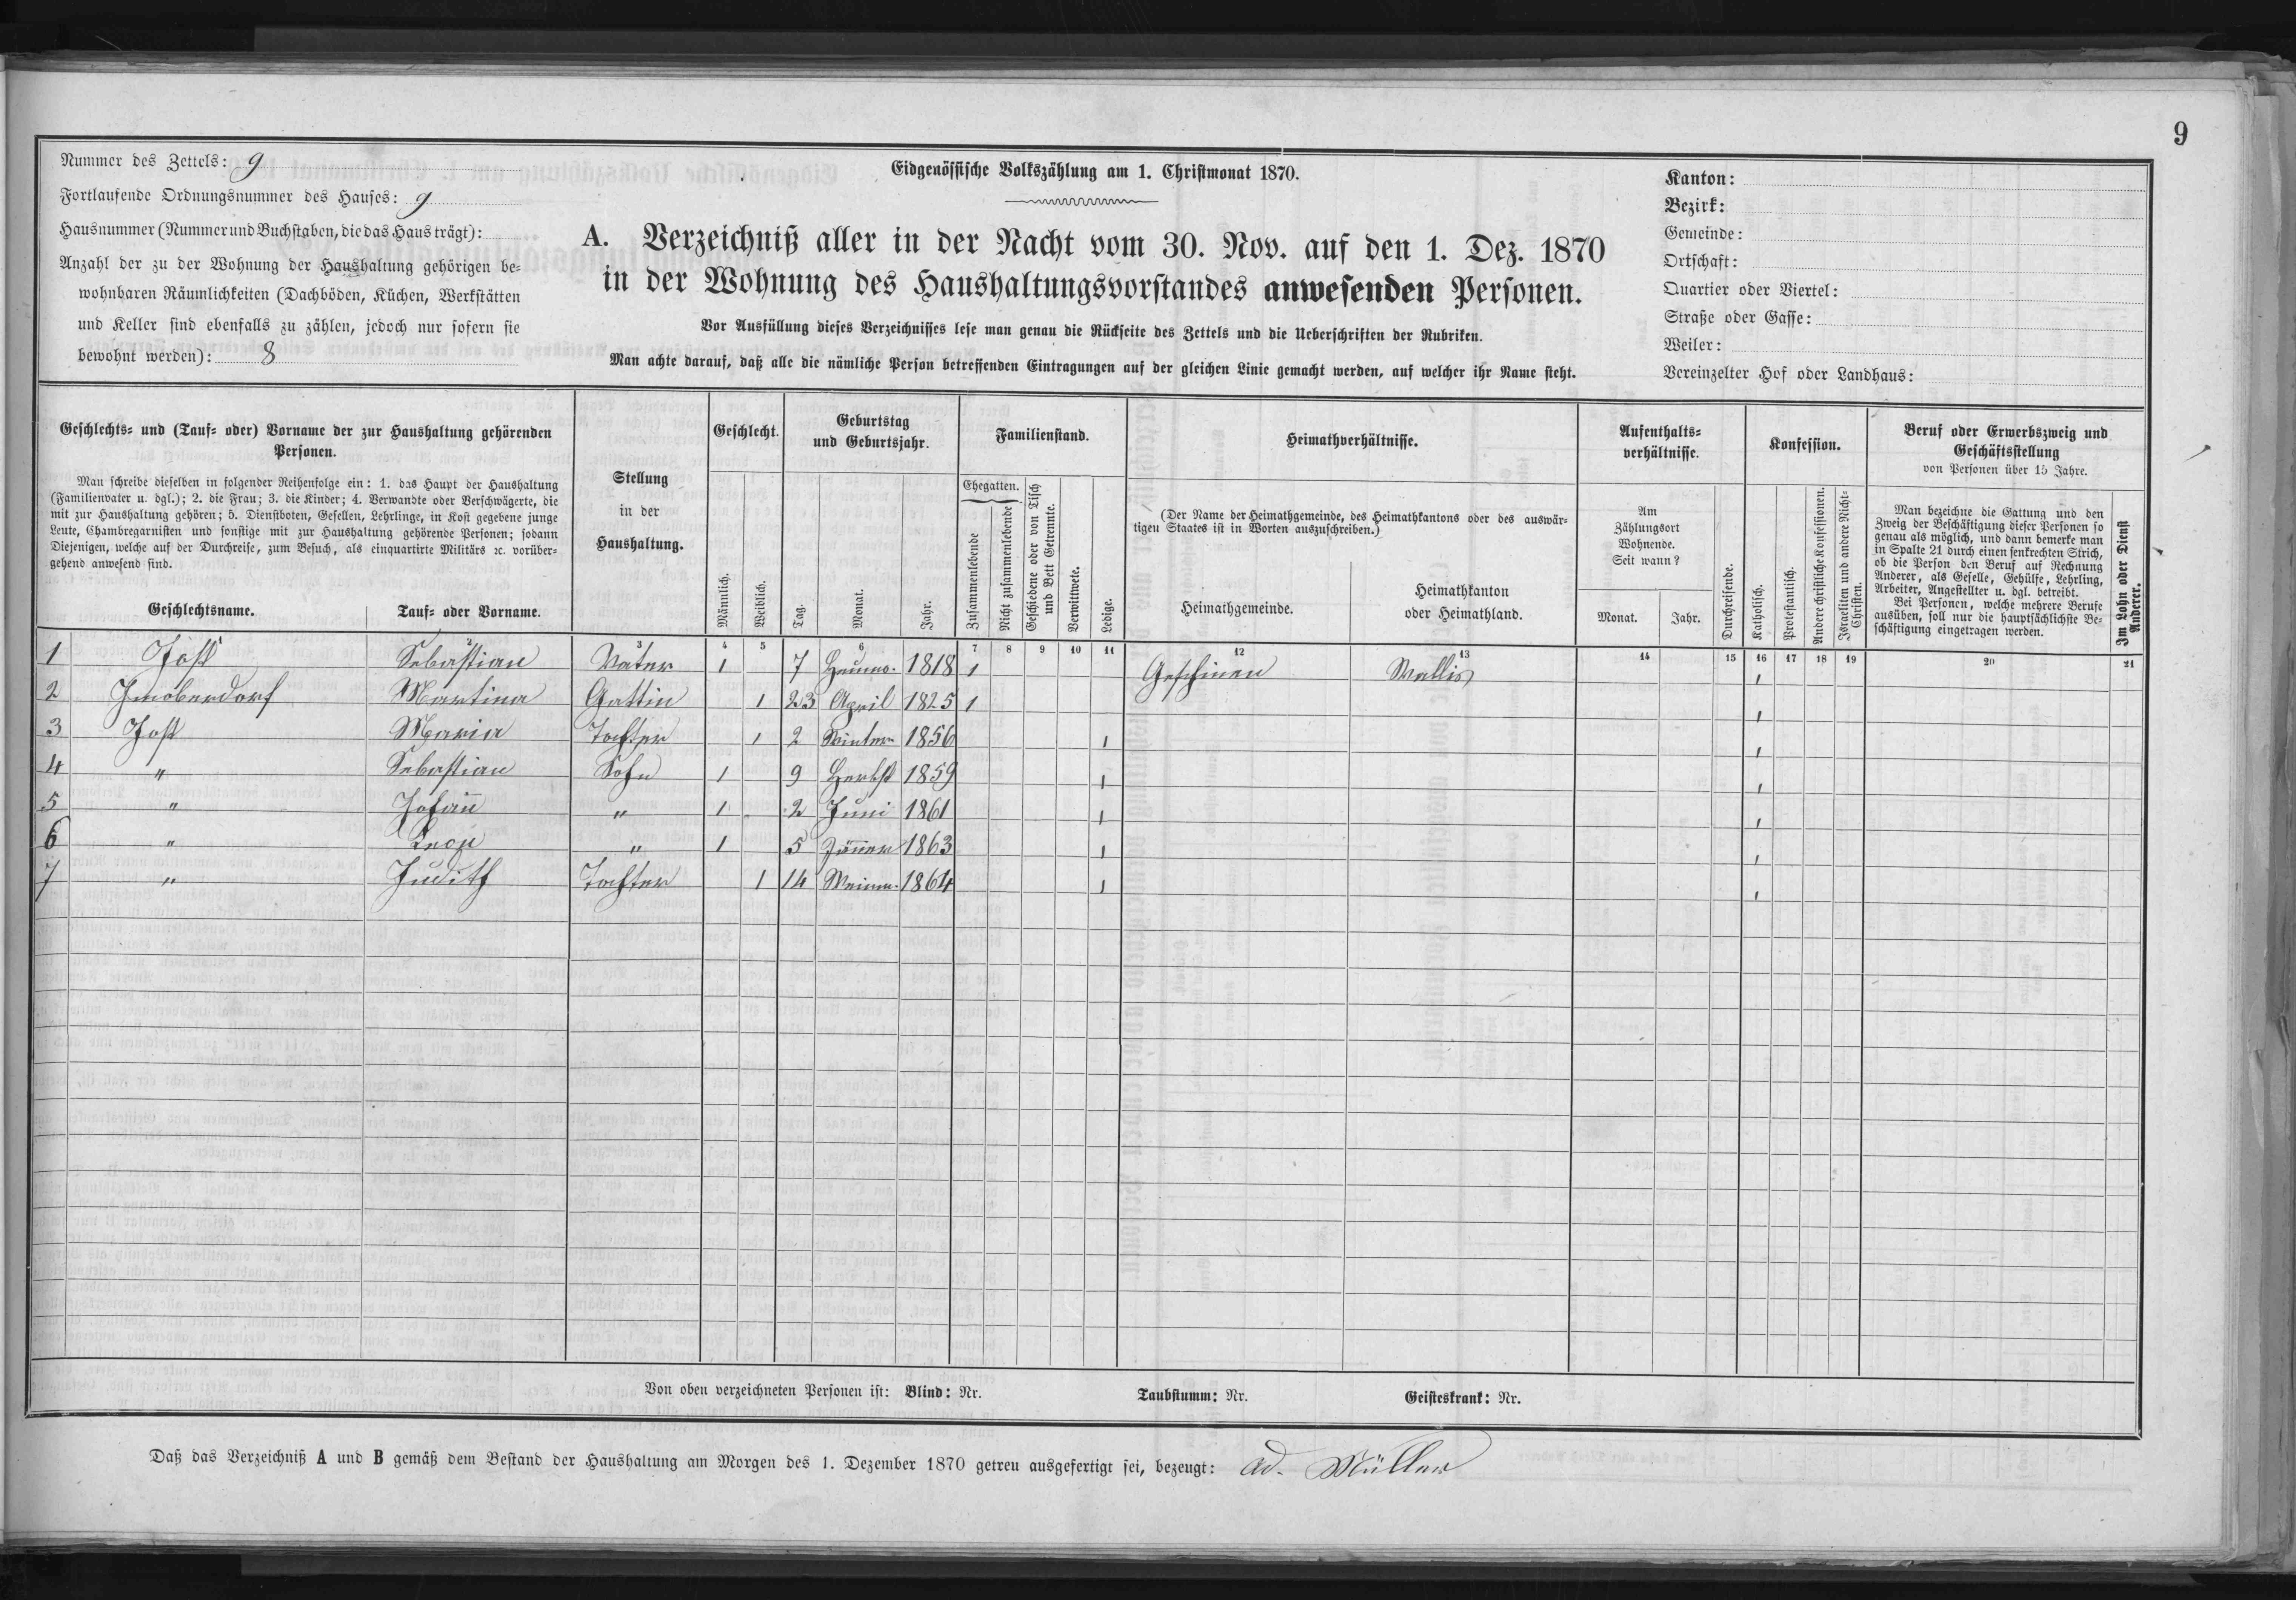 9
Nummer des Zettels: 9
Fortlaufende Ordnungsnummer des Hauses: 9
Hausnummer (Nummer und Buchstaben, die das Haus trägt):
Anzahl der zu der Wohnung der Haushaltung gehörigen be-
wohnbaren Räumlichkeiten (Dachböden, Küchen, Werkstätten
und Keller sind ebenfalls zu zählen, jedoch nur sofern sie
bewohnt werden): 8
Eidgenössische Volkszählung am 1. Christmonat 1870.
A. Verzeichniß aller in der Nacht vom 30. Nov. auf den 1. Dez. 1870
in der Wohnung des Haushaltungsvorstandes anwesenden Personen.
Vor Ausfüllung dieses Verzeichnisses lese man genau die Rückseite des Zettels und die Ueberschriften der Rubriken.
Man achte darauf, daß alle die nämliche Person betreffenden Eintragungen auf der gleichen Linie gemacht werden, auf welcher ihr Name steht.
Kanton:
Bezirk:
Gemeinde:
Ortschaft:
Quartier oder Viertel:
Straße oder Gasse:
Weiler:
Vereinzelter Hof oder Landhaus:
Geschlechts- und (Tauf- oder) Vorname der zur Haushaltung gehörenden
Personen.
Man schreibe dieselben in folgender Reihenfolge ein: 1. das Haupt der Haushaltung
(Familienvater u. dgl.); 2. die Frau; 3. die Kinder; 4. Verwandte oder Verschwägerte, die
mit zur Haushaltung gehören; 5. Dienstboten, Gesellen, Lehrlinge, in Kost gegebene junge
Leute, Chambregarnisten und sonstige mit zur Haushaltung gehörende Personen; sodann
Diejenigen, welche auf der Durchreise, zum Besuch, als einquartirte Militärs ꝛc. vorüber-
gehend anwesend sind.
Geschlechtsname. Tauf- oder Vorname.
Stellung
in der
Haushaltung.
Geschlecht.
Männlich. Weiblich.
Geburtstag
und Geburtsjahr.
Tag. Monat. Jahr.
Familienstand.
Ehegatten.
Zusammenlebende
Nicht zusammenlebende
Geschiedene oder von Tisch
und Bett Getrennte.
Verwittwete.
Ledige.
Heimathverhältnisse.
(Der Name der Heimathgemeinde, des Heimathkantons oder des auswär-
tigen Staates ist in Worten auszuschreiben.)
Heimathgemeinde.
Heimathkanton
oder Heimathland.
Aufenthalts-
verhältnisse.
Am
Zählungsort
Wohnende.
Seit wann?
Monat. Jahr.
Durchreisende.
Konfession.
Katholisch.
Protestantisch.
Andere christliche Konfessionen.
Israeliten und andere Nicht-
Christen.
Beruf oder Erwerbszweig und
Geschäftsstellung
von Personen über 15 Jahre.
Man bezeichne die Gattung und den
Zweig der Beschäftigung dieser Personen so
genau als möglich, und dann bemerke man
in Spalte 21 durch einen senkrechten Strich,
ob die Person den Beruf auf Rechnung
Anderer, als Geselle, Gehülfe, Lehrling,
Arbeiter, Angestellter u. dgl. betreibt.
Bei Personen, welche mehrere Berufe
ausüben, soll nur die hauptsächlichste Be-
schäftigung eingetragen werden.
Im Lohn oder Dienst
Anderer.
2 3 4 5 6 7 8 9 10 11 12 13 14 15 16 17 18 19 20 21
1 Jost Sebastian Vater 1 7 Heumo. 1818 1 Geschinen Wallis 1
2 Imoberdorf Martina Gattin 1 23 April 1825 1 1
3 Jost Maria Tochter 1 2 Winterm 1856 1 1
4 " Sebastian Sohn 1 9 Herbst 1859 1 1
5 " Johañ " 1 2 Juni 1861 1 1
6 " Leon " 1 5 Jäñer 1863 1 1
7 " Judith Tochter 1 14 Weinm. 1864 1 1
Von oben verzeichneten Personen ist: Blind: Nr. Taubstumm: Nr. Geisteskrank: Nr.
Daß das Verzeichniß A und B gemäß dem Bestand der Haushaltung am Morgen des 1. Dezember 1870 getreu ausgefertigt sei, bezeugt: Ad. Müller